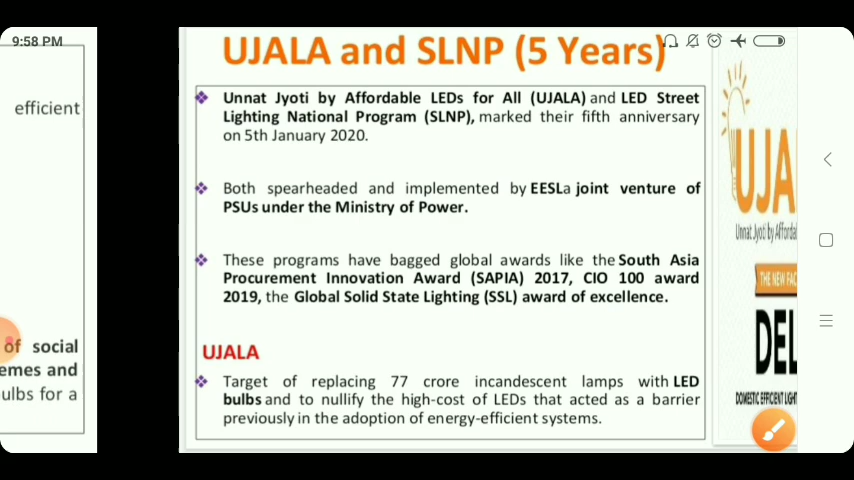 9:58 PM
efficient
of social
emes and
ulbs for a
UJALA and SLNP (5 Years)
Unnat Jyoti by Affordable LEDs for All (UJALA) and LED Street
Lighting National Program (SLNP), marked their fifth anniversary
on 5th January 2020.
Both spearheaded and implemented by EESLa joint venture of
PSUs under the Ministry of Power.
These programs have bagged global awards like the South Asia
Procurement Innovation Award (SAPIA) 2017, CIO 100 award
2019, the Global Solid State Lighting (SSL) award of excellence.
UJALA
Target of replacing 77 crore incandescent lamps with LED
bulbs and to nullify the high-cost of LEDs that acted as a barrier
previously in the adoption of energy-efficient systems.
UJA
Unnat Jyoti by Afforda
THE NEW FAC
DEL
DOMESTIC EFFICIENT LIGHT